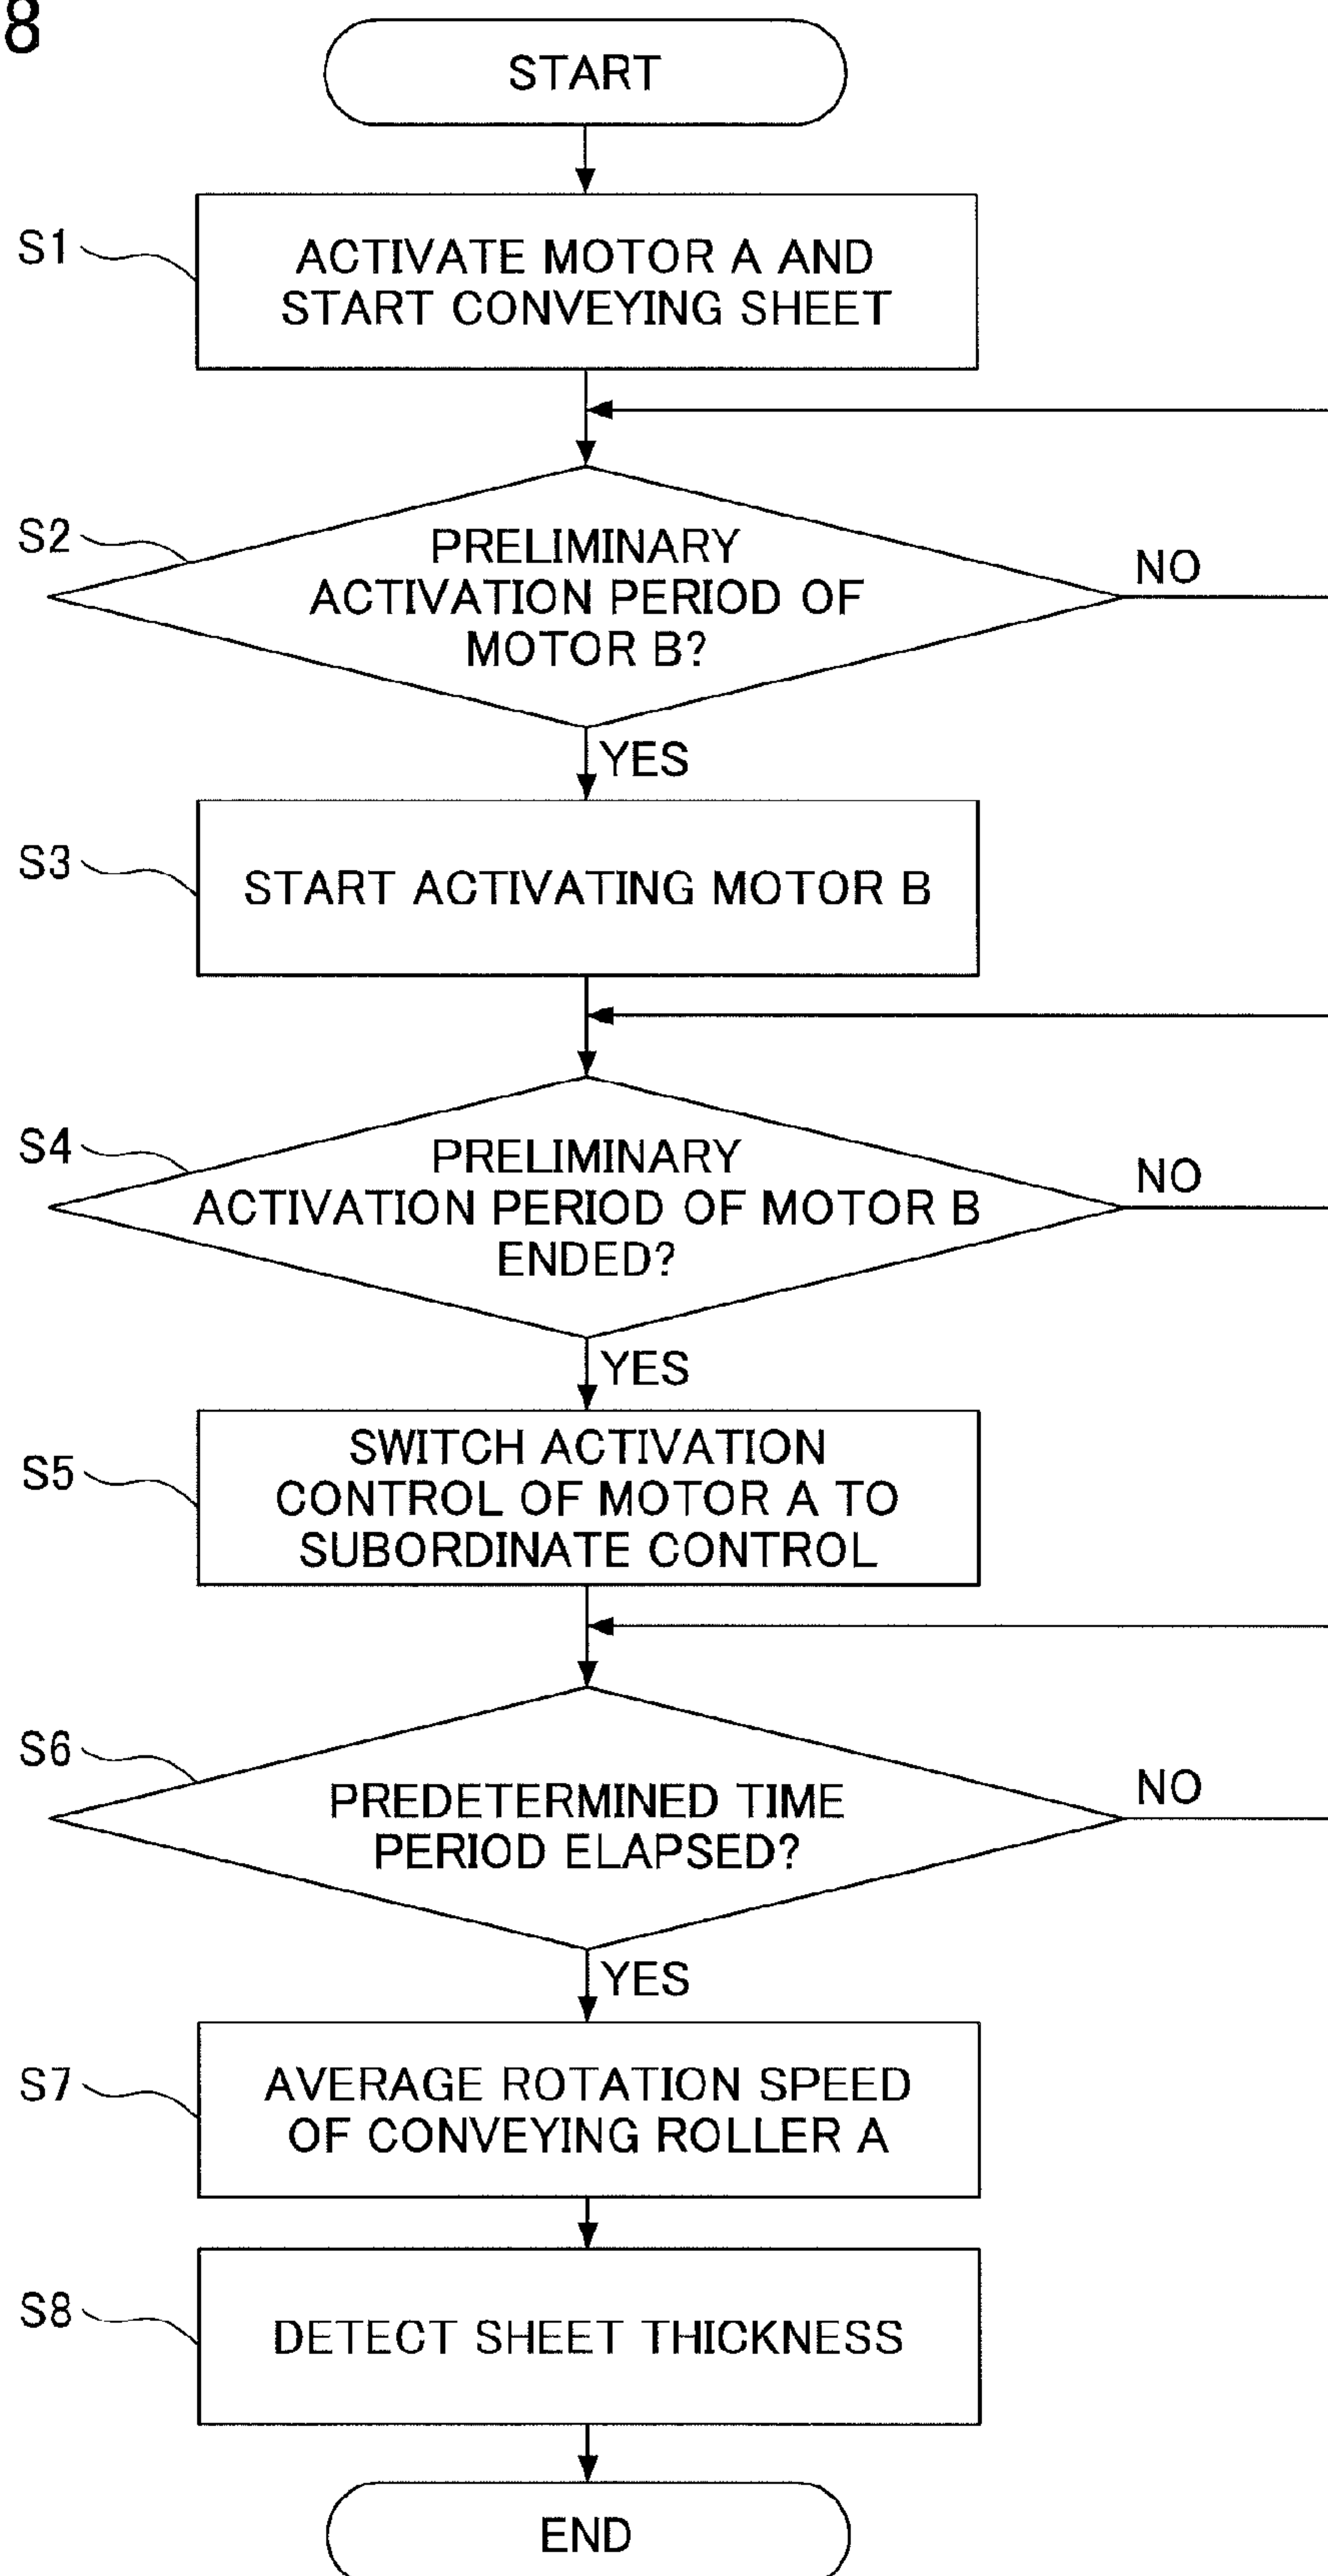 8
START
S1
ACTIVATE MOTOR A AND
START CONVEYING SHEET
S2
PRELIMINARY
ACTIVATION PERIOD OF
MOTOR B?
NO
YES
S3
START ACTIVATING MOTOR B
S4
PRELIMINARY
ACTIVATION PERIOD OF MOTOR B
ENDED?
NO
YES
S5
SWITCH ACTIVATION
CONTROL OF MOTOR A TO
SUBORDINATE CONTROL
S6
PREDETERMINED TIME
PERIOD ELAPSED?
NO
YES
S7
AVERAGE ROTATION SPEED
OF CONVEYING ROLLER A
S8
DETECT SHEET THICKNESS
END